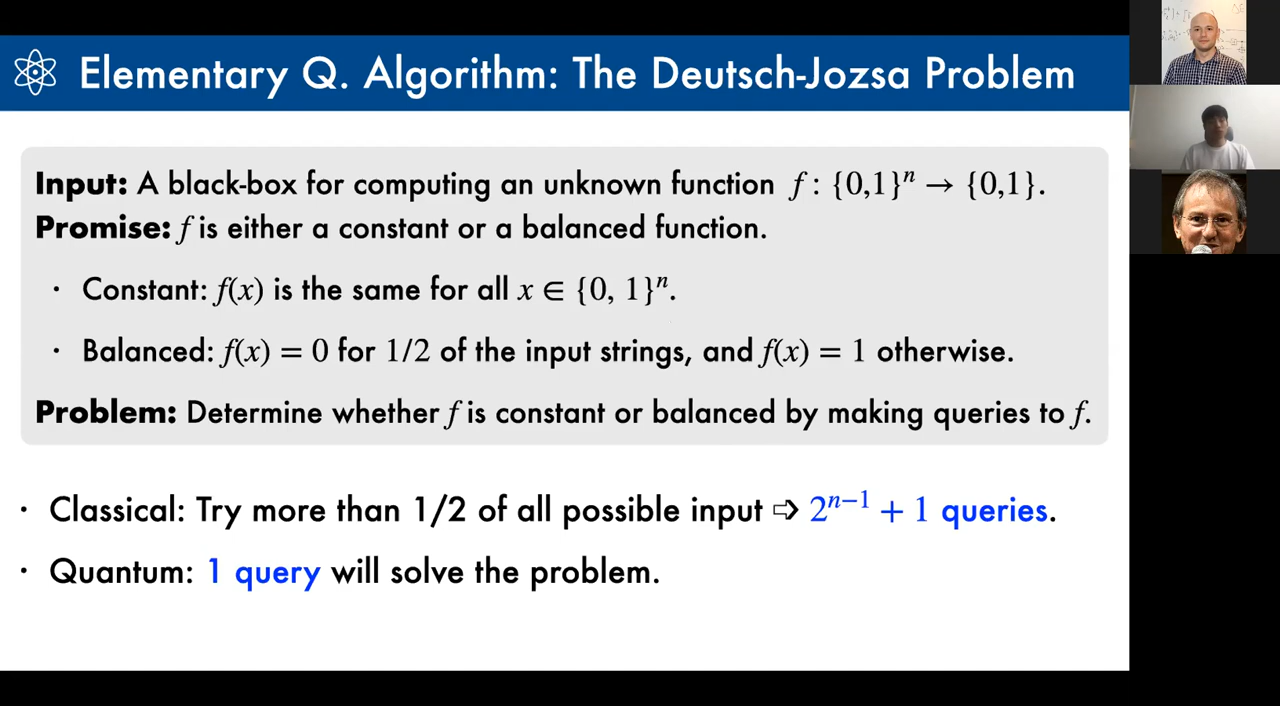 Elementary Q. Algorithm: The Deutsch-Jozsa Problem
Input: A black-box for computing an unknown function f : {0,1}ⁿ → {0,1}.
Promise: f is either a constant or a balanced function.
· Constant: f(x) is the same for all x ∈ {0, 1}ⁿ.
· Balanced: f(x) = 0 for 1/2 of the input strings, and f(x) = 1 otherwise.
Problem: Determine whether f is constant or balanced by making queries to f.
· Classical: Try more than 1/2 of all possible input ⇨ 2ⁿ⁻¹ + 1 queries.
· Quantum: 1 query will solve the problem.